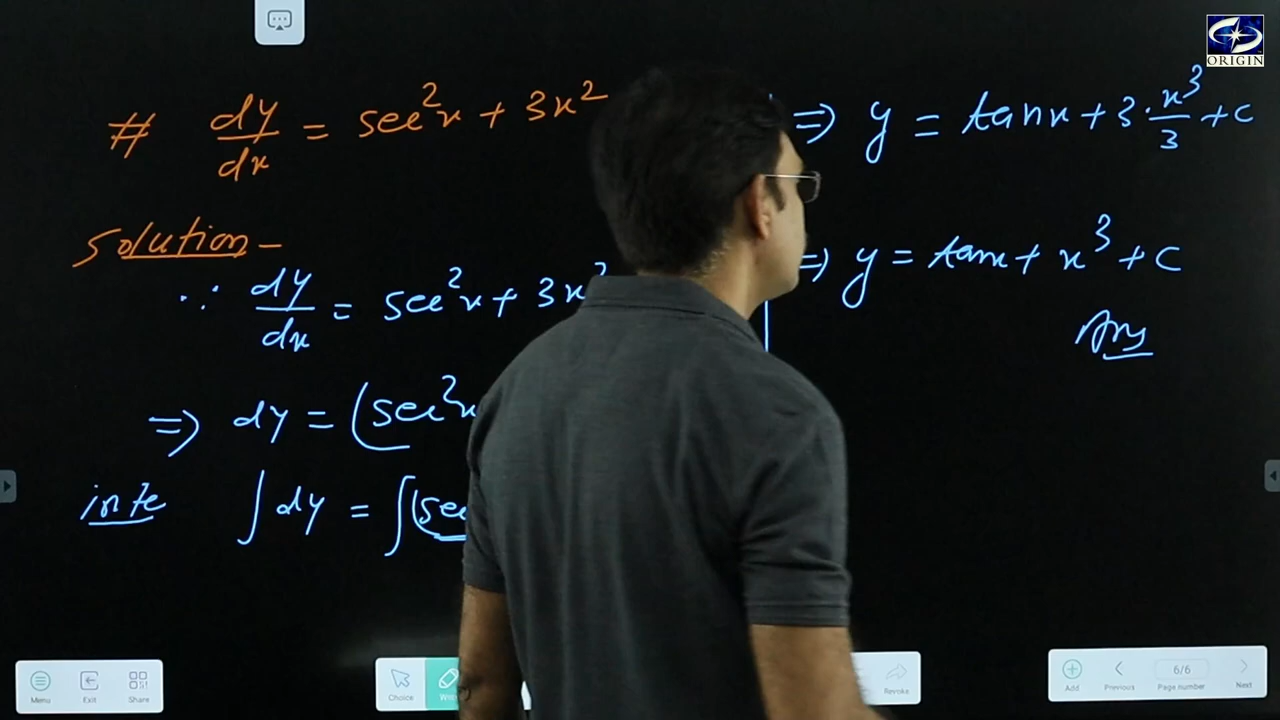 # dy/dx = sec²x + 3x²
Solution –
∵ dy/dx = sec²x + 3x²
⇒ dy = (sec²x
inte ∫dy = ∫(sec
⇒ y = tanx + 3·x³/3 + c
⇒ y = tanx + x³ + c
Ans
ORIGIN
Menu Exit Share
Choice
Revoke
Add Previous 6/6 Page number Next